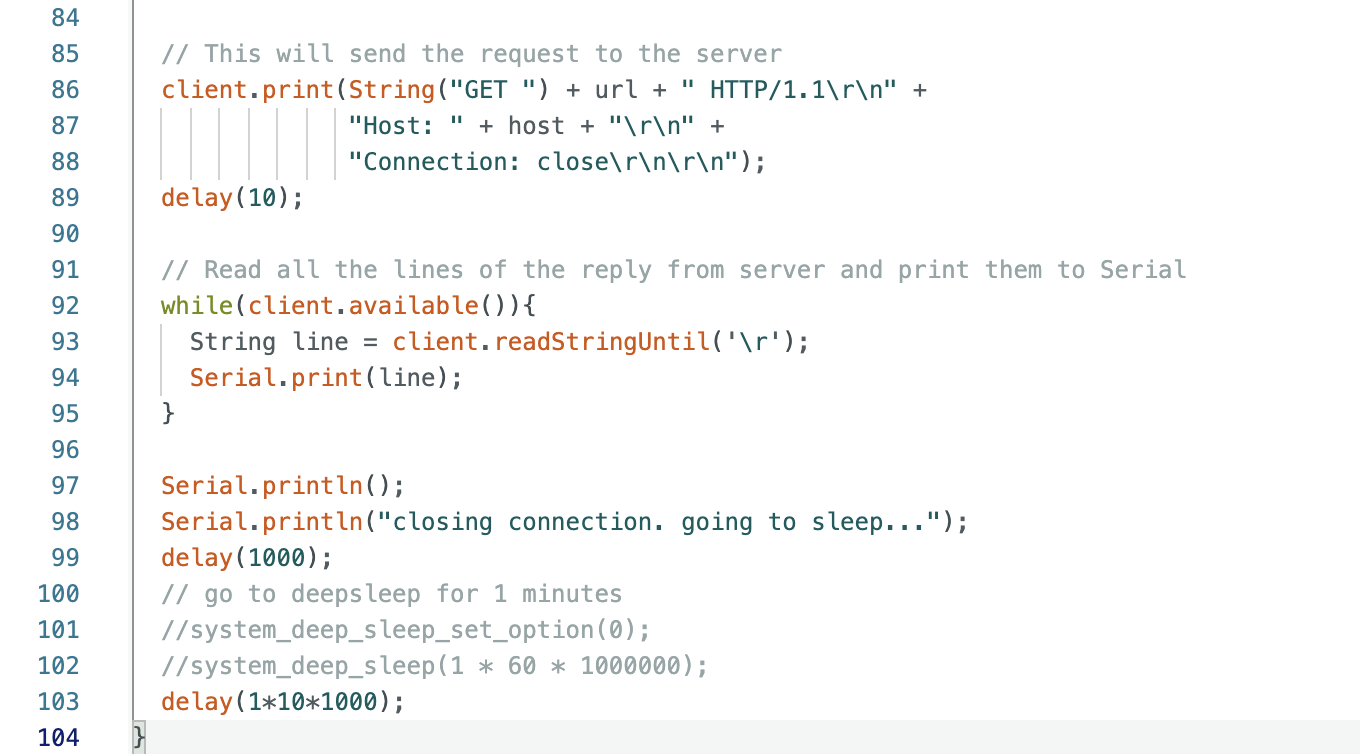 84
85 // This will send the request to the server
86 client.print(String("GET ") + url + " HTTP/1.1\r\n" +
87 "Host: " + host + "\r\n" +
88 "Connection: close\r\n\r\n");
89 delay(10);
90
91 // Read all the lines of the reply from server and print them to Serial
92 while(client.available()){
93 String line = client.readStringUntil('\r');
94 Serial.print(line);
95 }
96
97 Serial.println();
98 Serial.println("closing connection. going to sleep...");
99 delay(1000);
100 // go to deepsleep for 1 minutes
101 //system_deep_sleep_set_option(0);
102 //system_deep_sleep(1 * 60 * 1000000);
103 delay(1*10*1000);
104 }